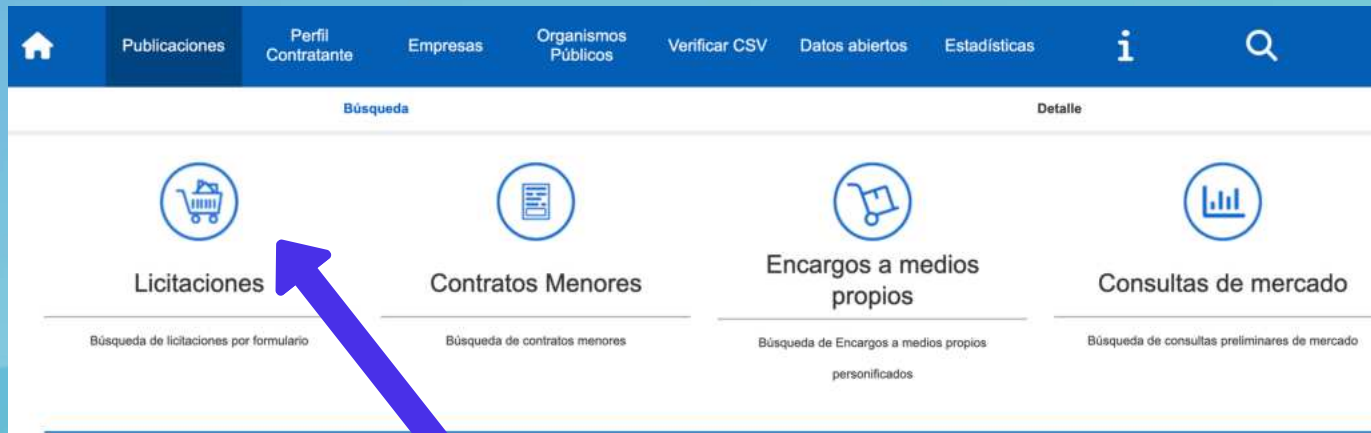 Publicaciones
Perfil
Contratante
Empresas
Organismos
Públicos
Verificar CSV
Datos abiertos
Estadísticas
i
Búsqueda
Detalle
Licitaciones
Búsqueda de licitaciones por formulario
Contratos Menores
Búsqueda de contratos menores
Encargos a medios
propios
Búsqueda de Encargos a medios propios
personificados
Consultas de mercado
Búsqueda de consultas preliminares de mercado